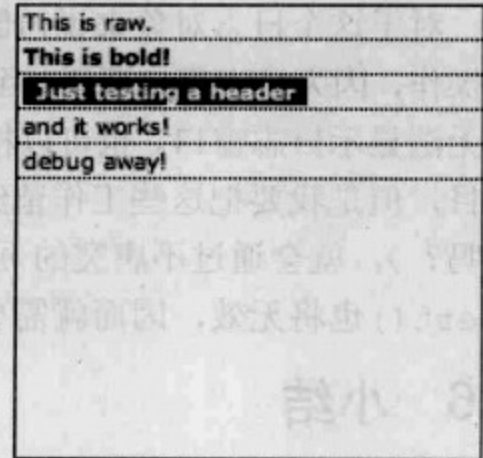 This is raw.
This is bold!
Just testing a header
and it works!
debug away!